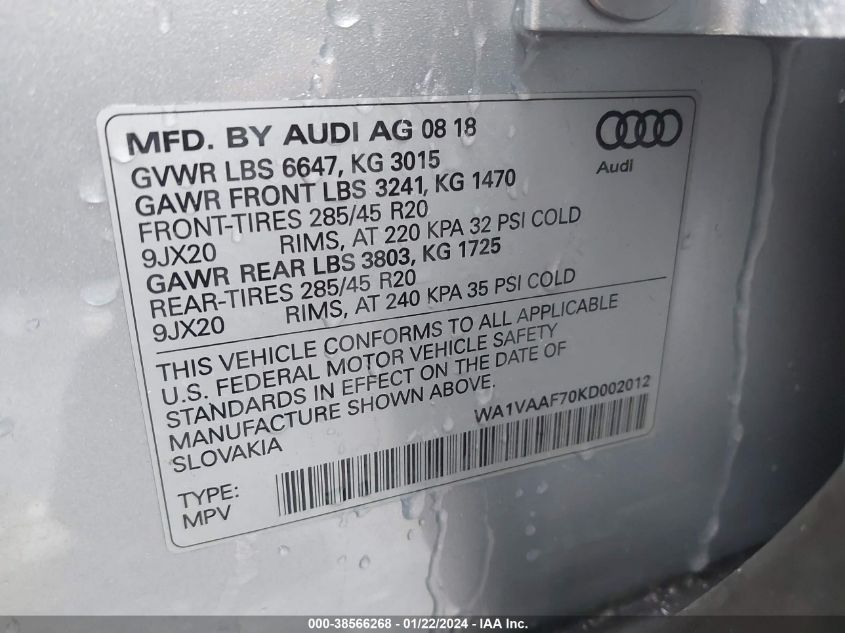 MFD. BY AUDI AG 08 18
Audi
GVWR LBS 6647, KG 3015
GAWR FRONT LBS 3241, KG 1470
FRONT-TIRES 285/45 R20
9JX20 RIMS, AT 220 KPA 32 PSI COLD
GAWR REAR LBS 3803, KG 1725
REAR-TIRES 285/45 R20
9JX20 RIMS, AT 240 KPA 35 PSI COLD
THIS VEHICLE CONFORMS TO ALL APPLICABLE
U.S. FEDERAL MOTOR VEHICLE SAFETY
STANDARDS IN EFFECT ON THE DATE OF
MANUFACTURE SHOWN ABOVE.
SLOVAKIA
WA1VAAF70KD002012
TYPE:
MPV
000-38566268 - 01/22/2024 - IAA Inc.